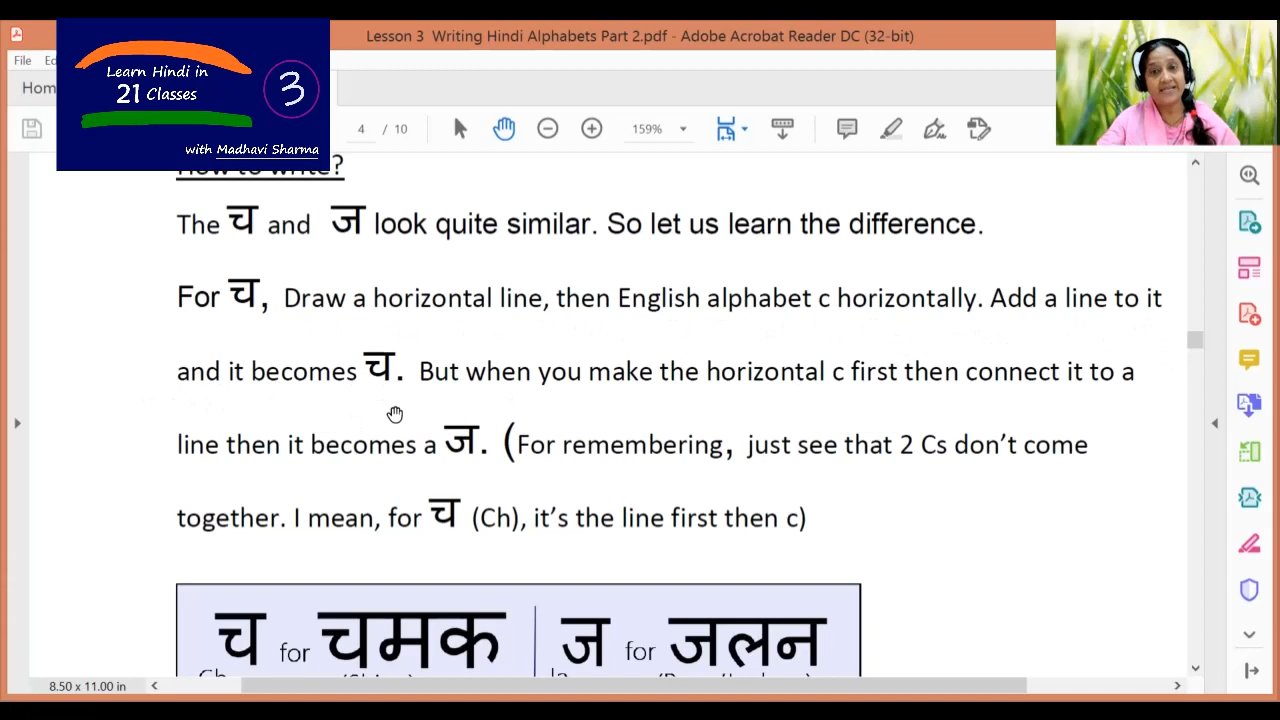 Lesson 3 Writing Hindi Alphabets Part 2.pdf - Adobe Acrobat Reader DC (32-bit)
File
Learn Hindi in
21 Classes
3
with Madhavi Sharma
4 / 10
159%
How to write?
The च and ज look quite similar. So let us learn the difference.
For च, Draw a horizontal line, then English alphabet c horizontally. Add a line to it
and it becomes च. But when you make the horizontal c first then connect it to a
line then it becomes a ज. (For remembering, just see that 2 Cs don’t come
together. I mean, for च (Ch), it’s the line first then c)
च for चमक
ज for जलन
8.50 x 11.00 in